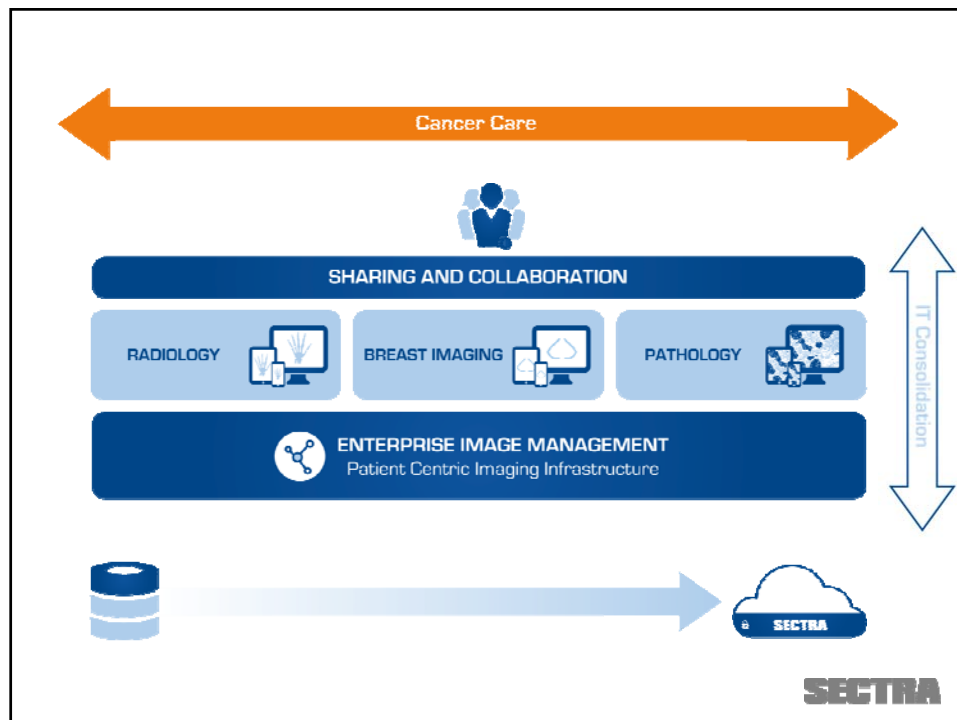 Cancer Care
SHARING AND COLLABORATION
RADIOLOGY
BREAST IMAGING
PATHOLOGY
IT Consolidation
ENTERPRISE IMAGE MANAGEMENT
Patient Centric Imaging Infrastructure
SECTRA
SECTRA